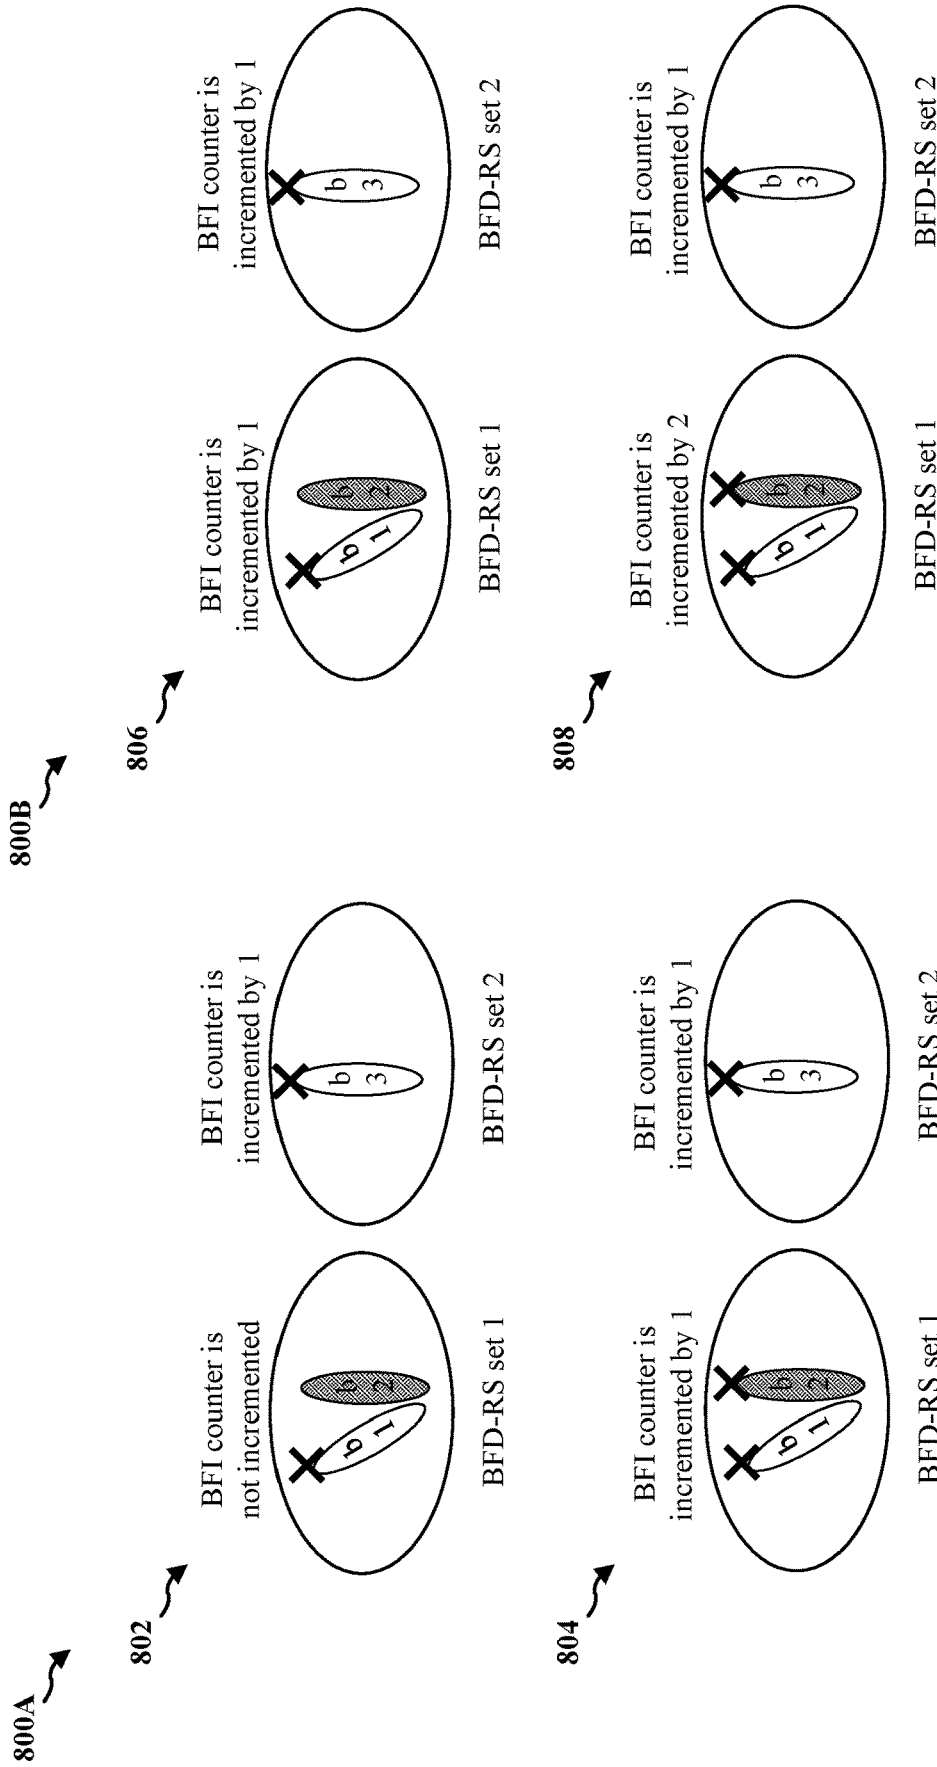 800A
802
BFI counter is
not incremented
b
1
b
2
BFD-RS set 1
BFI counter is
incremented by 1
b
3
BFD-RS set 2
804
BFI counter is
incremented by 1
b
1
b
2
BFD-RS set 1
BFI counter is
incremented by 1
b
3
BFD-RS set 2
800B
806
BFI counter is
incremented by 1
b
1
b
2
BFD-RS set 1
BFI counter is
incremented by 1
b
3
BFD-RS set 2
808
BFI counter is
incremented by 2
b
1
b
2
BFD-RS set 1
BFI counter is
incremented by 1
b
3
BFD-RS set 2